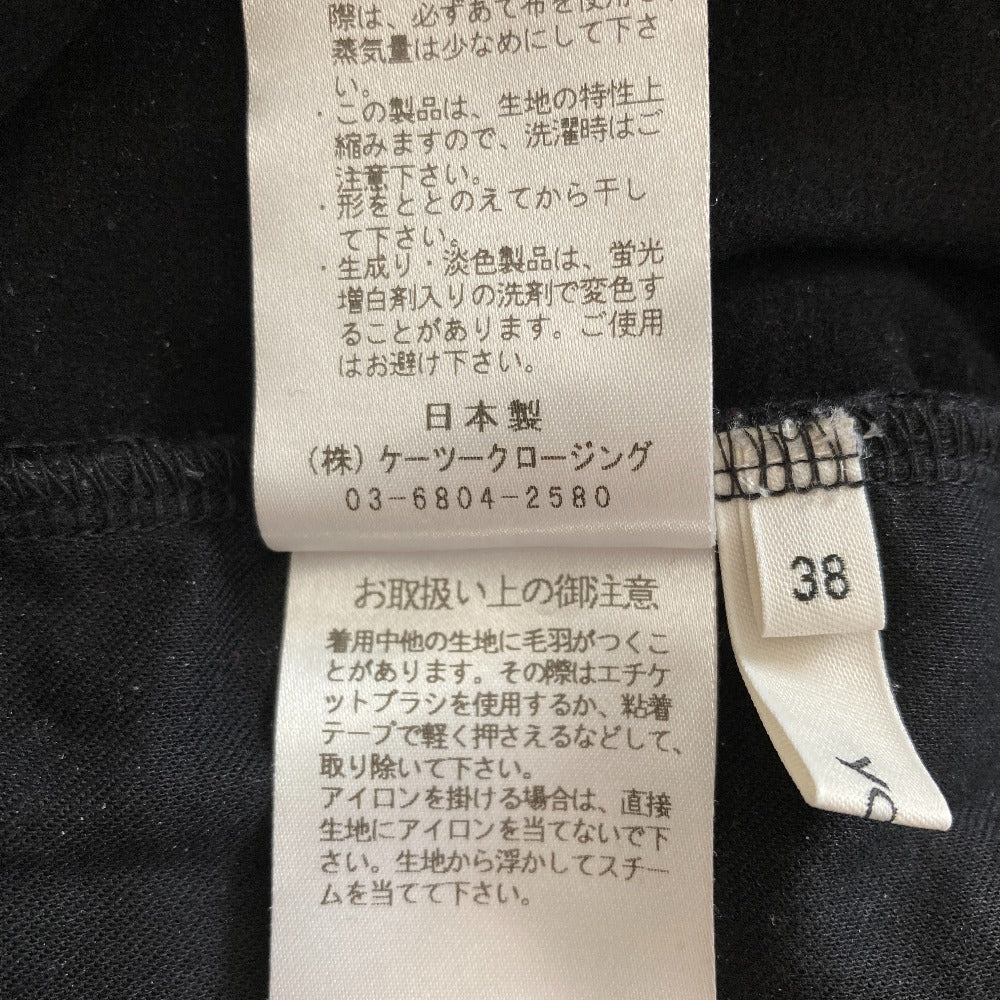 際は、必ずあて布を使用し、
蒸気量は少なめにして下さ
い。
・この製品は、生地の特性上
縮みますので、洗濯時はご
注意下さい。
・形をととのえてから干し
て下さい。
・生成り・淡色製品は、蛍光
増白剤入りの洗剤で変色す
ることがあります。ご使用
はお避け下さい。
日本製
(株)ケーツークロージング
03-6804-2580
38
お取扱い上の御注意
着用中他の生地に毛羽がつくこ
とがあります。その際はエチケ
ットブラシを使用するか、粘着
テープで軽く押さえるなどして、
取り除いて下さい。
アイロンを掛ける場合は、直接
生地にアイロンを当てないで下
さい。生地から浮かしてスチー
ムを当てて下さい。